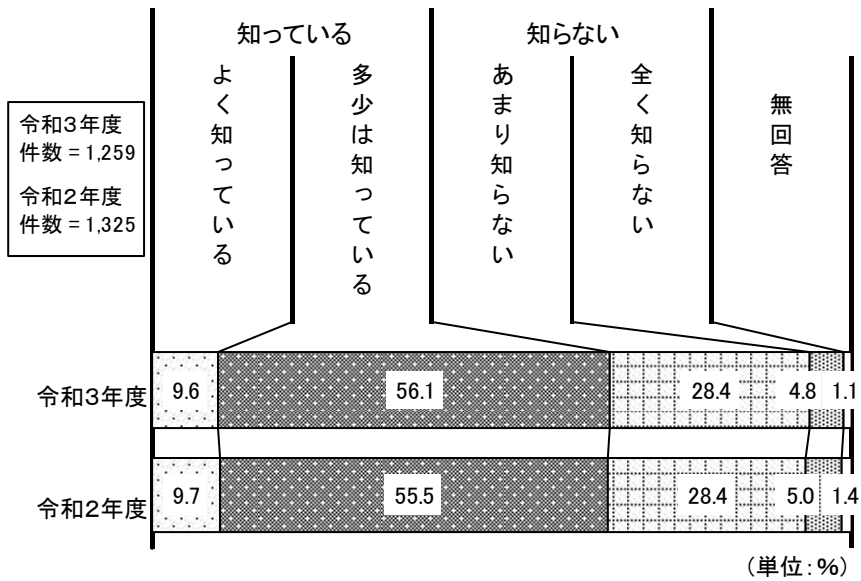 知っている
知らない
よく知っている
多少は知っている
あまり知らない
全く知らない
無回答
令和3年度
件数 = 1,259
令和2年度
件数 = 1,325
令和3年度
9.6
56.1
28.4
4.8
1.1
令和2年度
9.7
55.5
28.4
5.0
1.4
(単位:%)